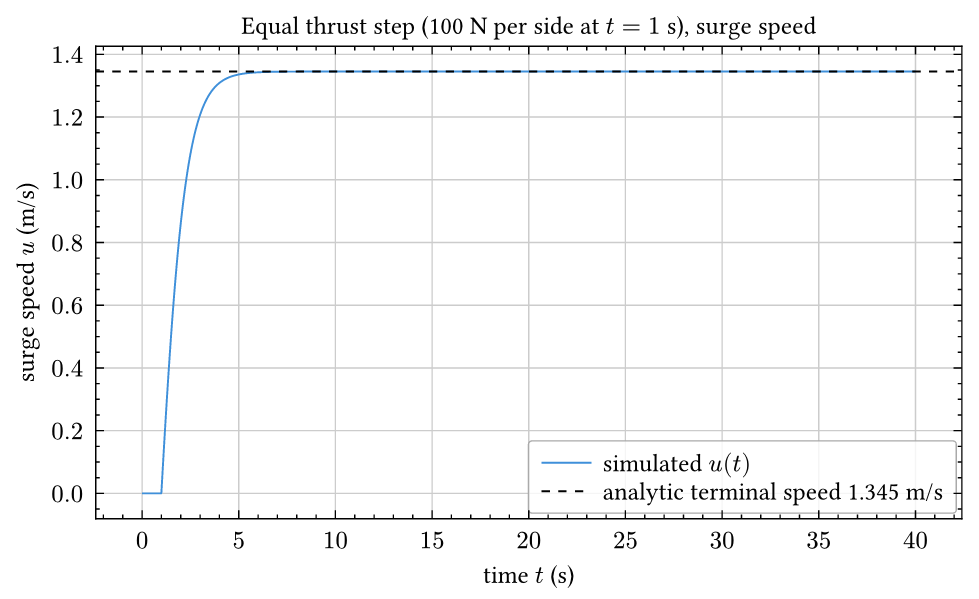 Equal thrust step (100 N per side at t = 1 s), surge speed
surge speed u (m/s)
1.4
1.2
1.0
0.8
0.6
0.4
0.2
0.0
simulated u(t)
analytic terminal speed 1.345 m/s
0 5 10 15 20 25 30 35 40
time t (s)